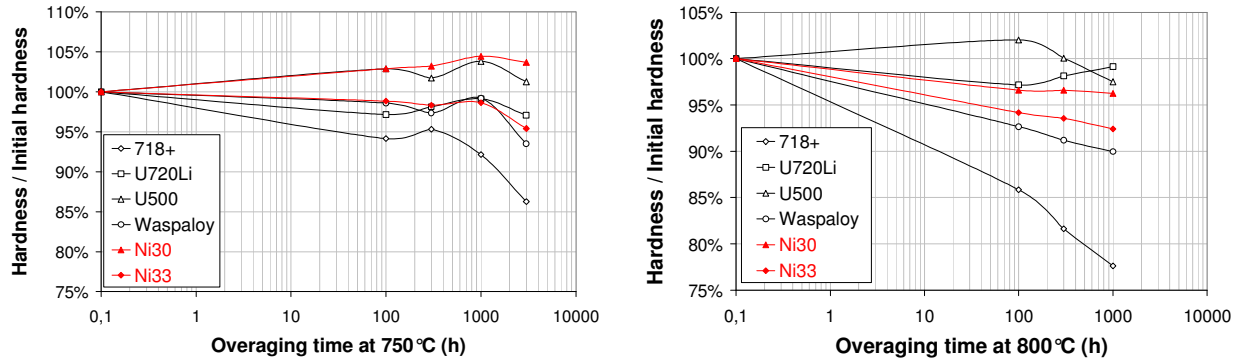 Hardness / Initial hardness
110%
105%
100%
95%
90%
85%
80%
75%
718+
U720Li
U500
Waspaloy
Ni30
Ni33
0,1 1 10 100 1000 10000
Overaging time at 750°C (h)
Hardness / Initial hardness
105%
100%
95%
90%
85%
80%
75%
718+
U720Li
U500
Waspaloy
Ni30
Ni33
0,1 1 10 100 1000 10000
Overaging time at 800°C (h)